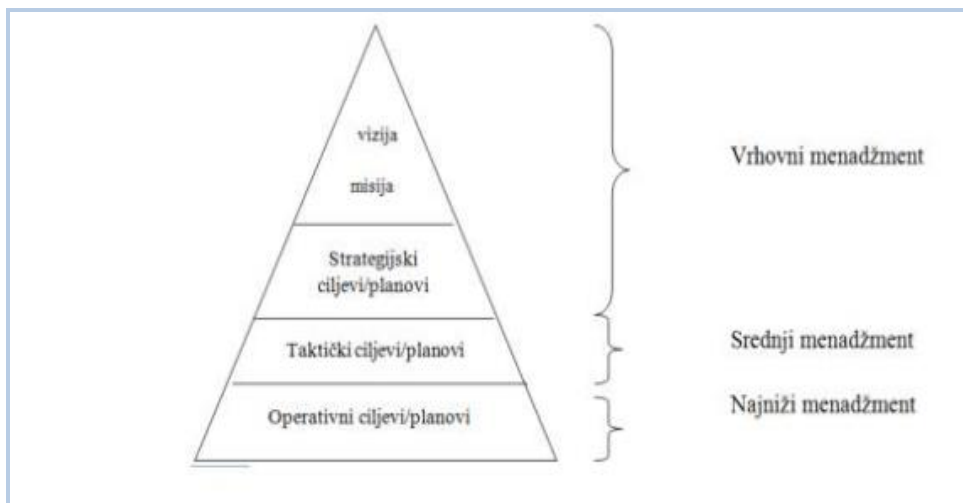 vizija
misija
Vrhovni menadžment
Strategijski
ciljevi/planovi
Taktički ciljevi/planovi
Srednji menadžment
Operativni ciljevi/planovi
Najniži menadžment